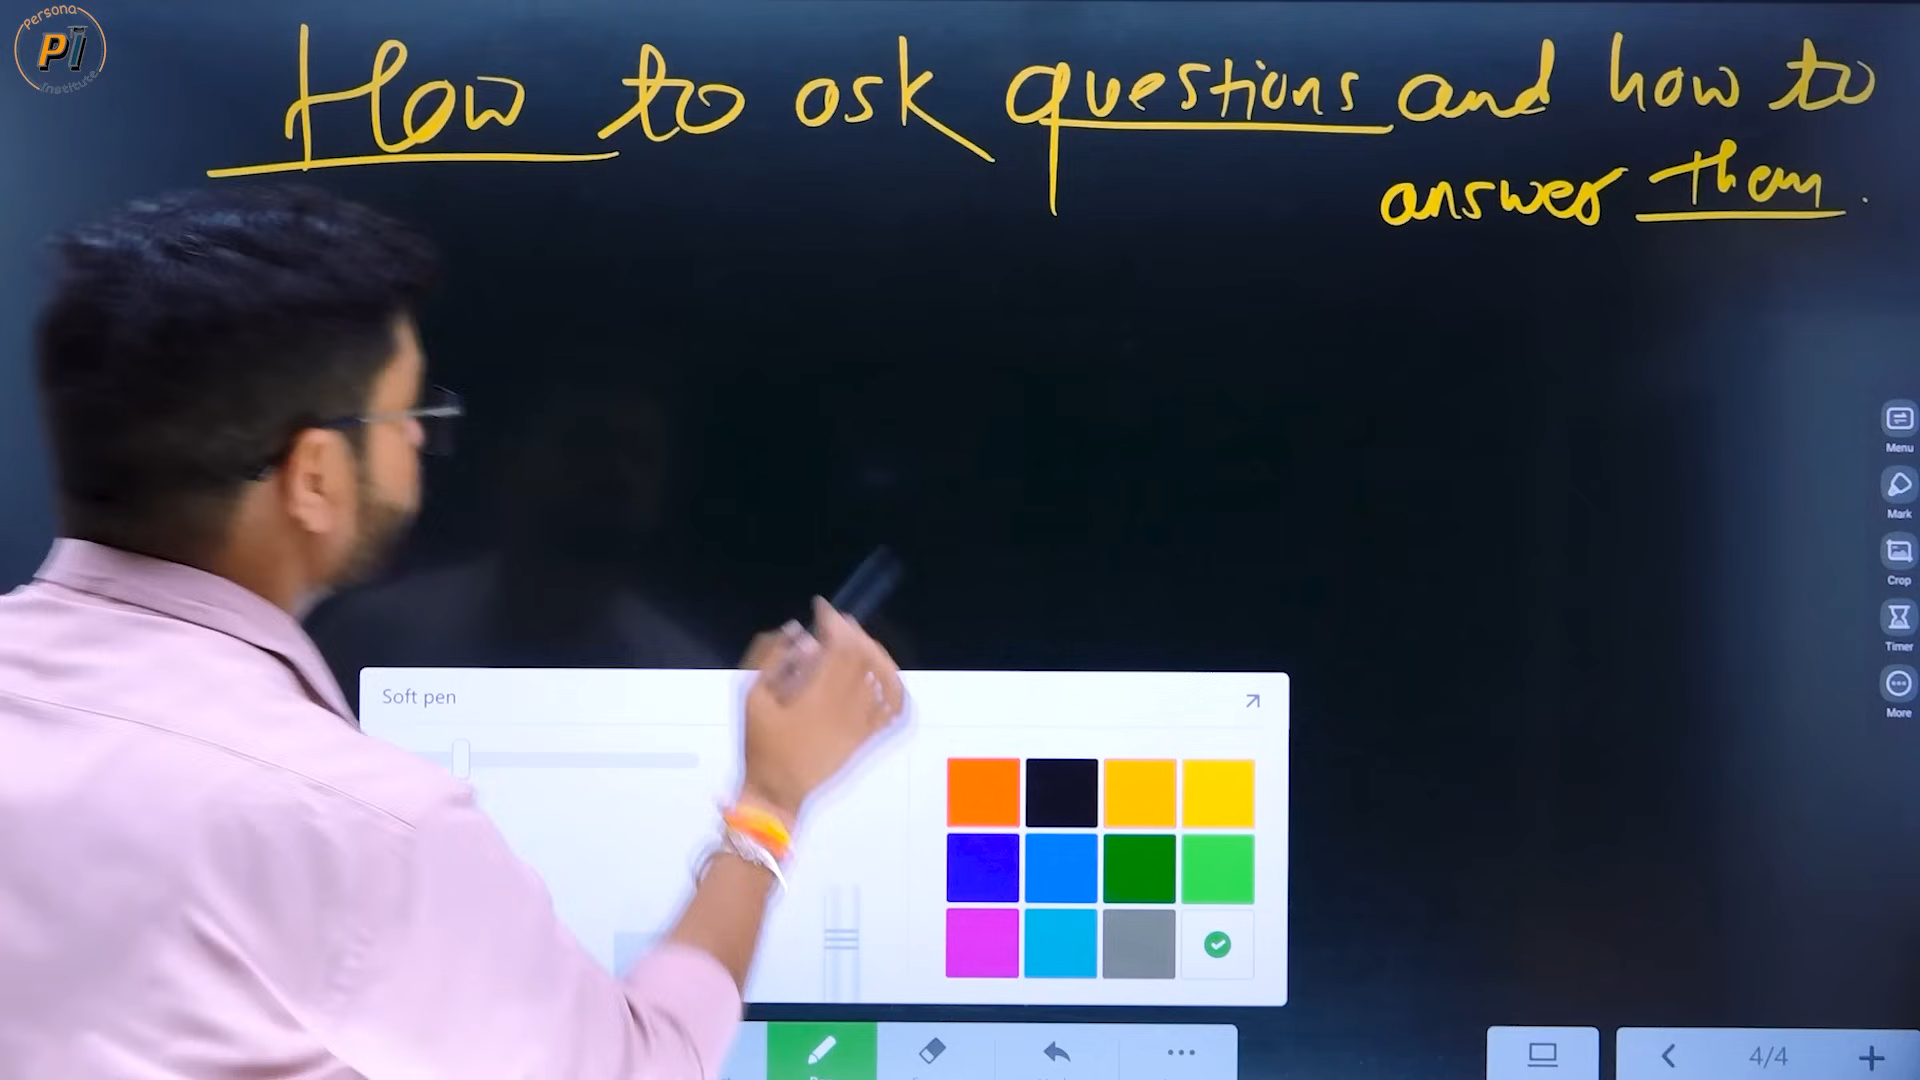 Persona
PI
Institute
How to ask questions and how to
answer them.
Menu
Mark
Crop
Timer
More
Soft pen
4/4